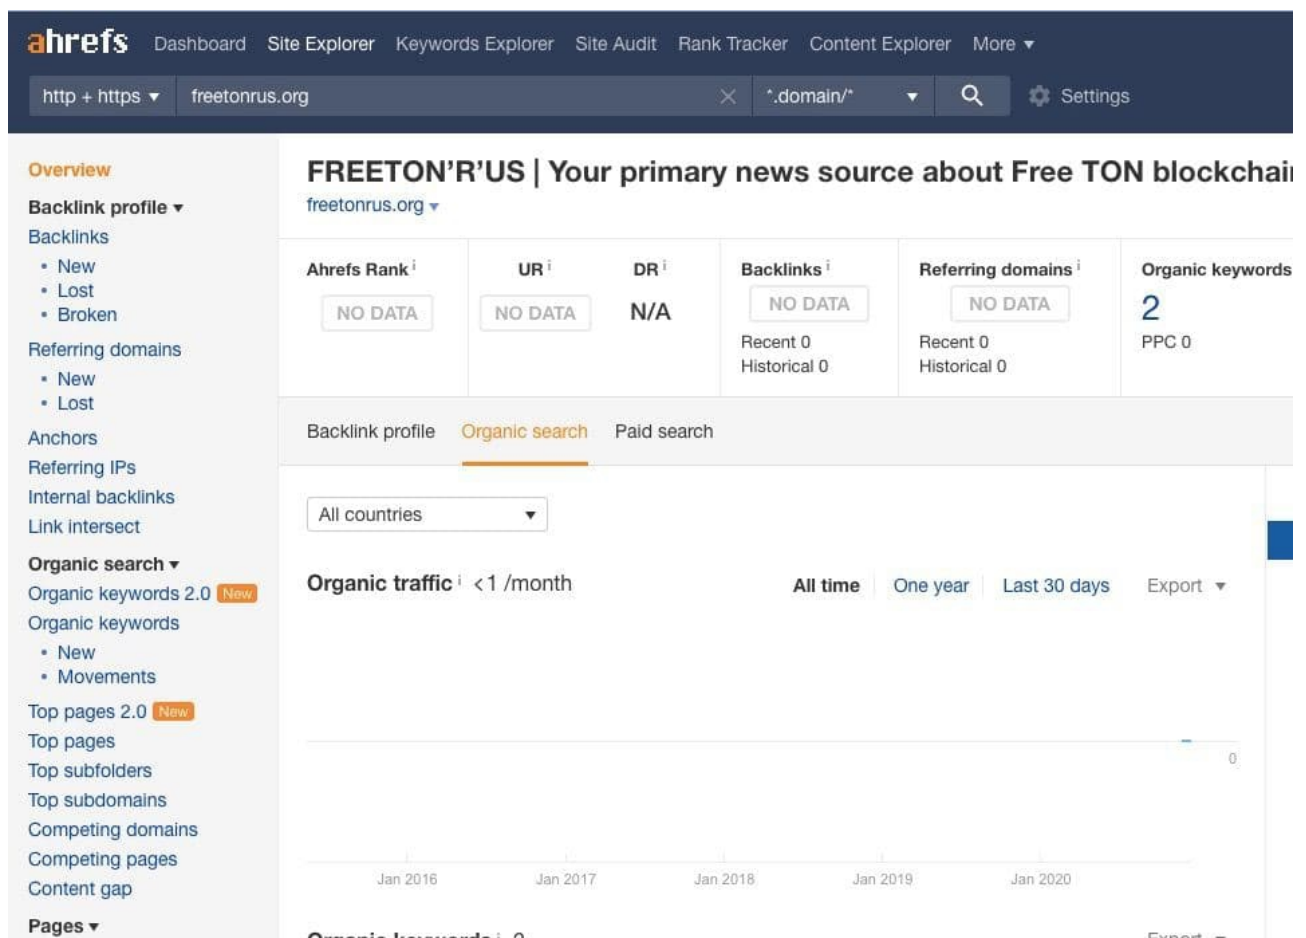 ahrefs Dashboard Site Explorer Keywords Explorer Site Audit Rank Tracker Content Explorer More
http + https freetonrus.org *.domain/* Settings
Overview
Backlink profile
Backlinks
New
Lost
Broken
Referring domains
New
Lost
Anchors
Referring IPs
Internal backlinks
Link intersect
Organic search
Organic keywords 2.0 New
Organic keywords
New
Movements
Top pages 2.0 New
Top pages
Top subfolders
Top subdomains
Competing domains
Competing pages
Content gap
Pages
FREETON'R'US | Your primary news source about Free TON blockchain
freetonrus.org
Ahrefs Rank i UR i DR i Backlinks i Referring domains i Organic keywords
NO DATA NO DATA N/A NO DATA NO DATA 2
Recent 0 Recent 0 PPC 0
Historical 0 Historical 0
Backlink profile Organic search Paid search
All countries
Organic traffic i <1 /month All time One year Last 30 days Export
0
Jan 2016 Jan 2017 Jan 2018 Jan 2019 Jan 2020